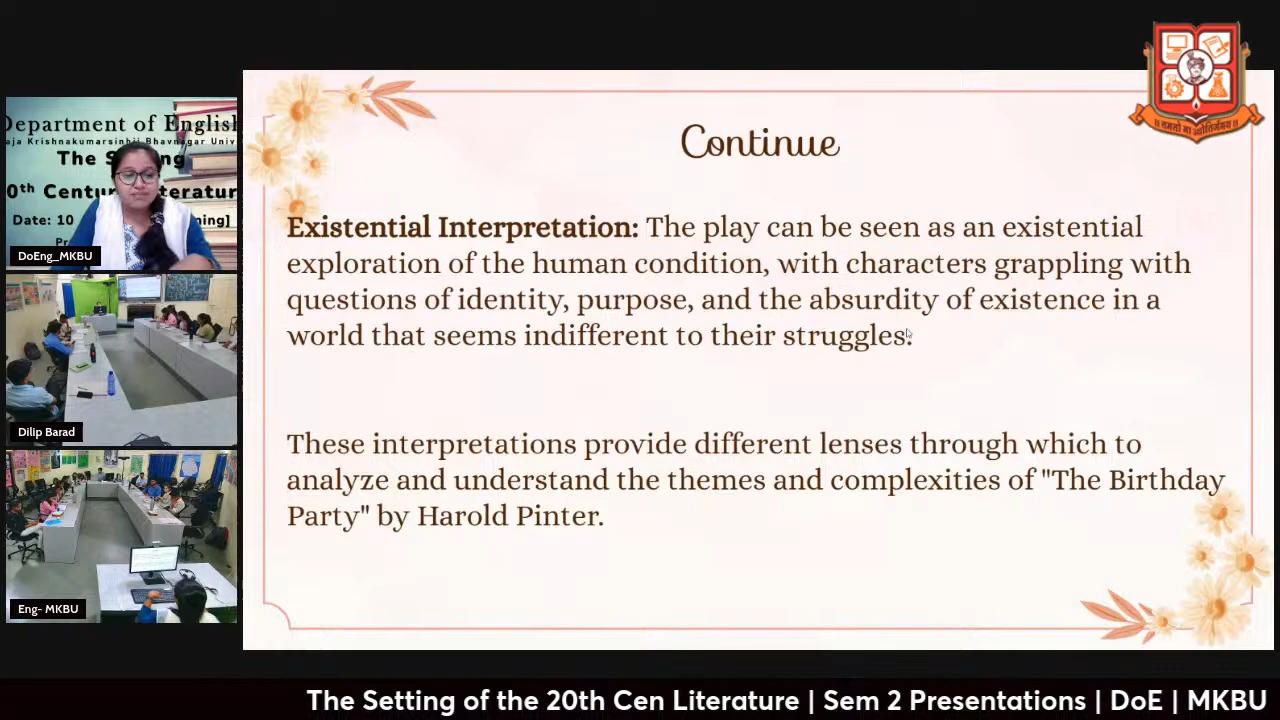 Department of English
aja Krishnakumarsinhji Bhavnagar Univ
The
0th
Date: 10
ning]
DoEng_MKBU
Dilip Barad
Eng- MKBU
Continue
Existential Interpretation: The play can be seen as an existential
exploration of the human condition, with characters grappling with
questions of identity, purpose, and the absurdity of existence in a
world that seems indifferent to their struggles.
These interpretations provide different lenses through which to
analyze and understand the themes and complexities of "The Birthday
Party" by Harold Pinter.
॥ तमसो मा ज्योतिर्गमय ॥
The Setting of the 20th Cen Literature | Sem 2 Presentations | DoE | MKBU